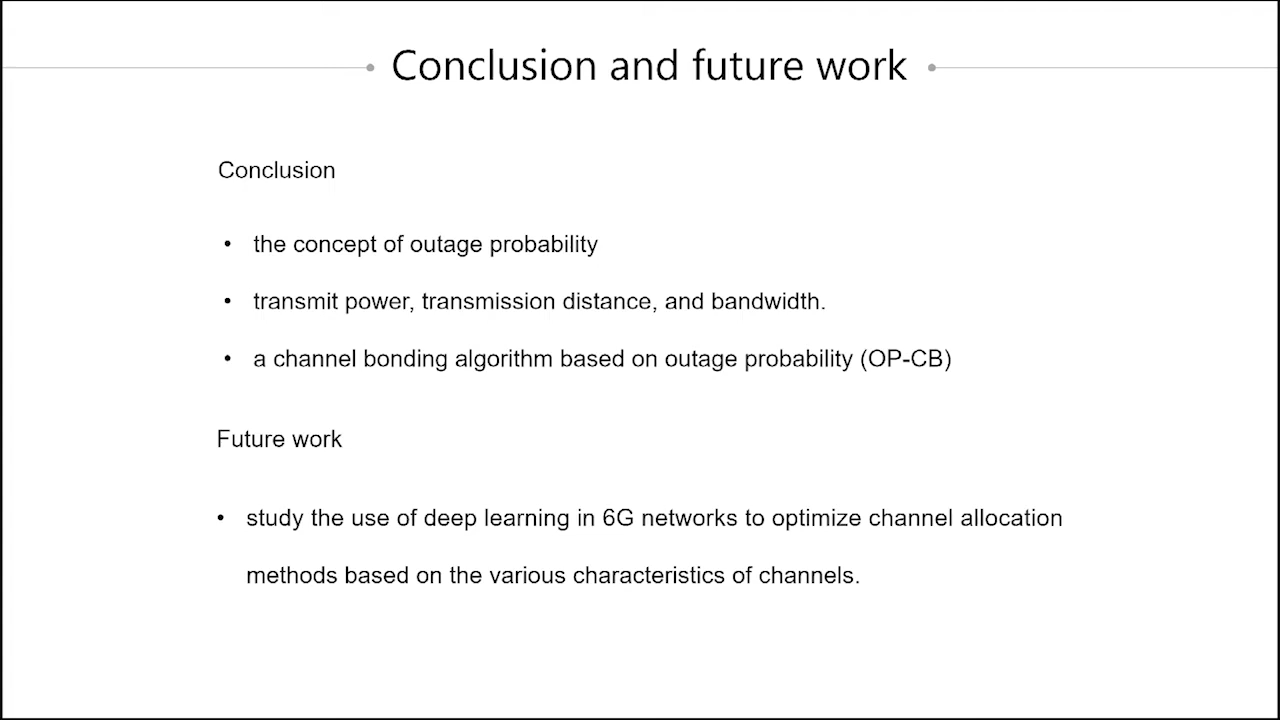 Conclusion and future work
Conclusion
• the concept of outage probability
• transmit power, transmission distance, and bandwidth.
• a channel bonding algorithm based on outage probability (OP-CB)
Future work
• study the use of deep learning in 6G networks to optimize channel allocation
methods based on the various characteristics of channels.